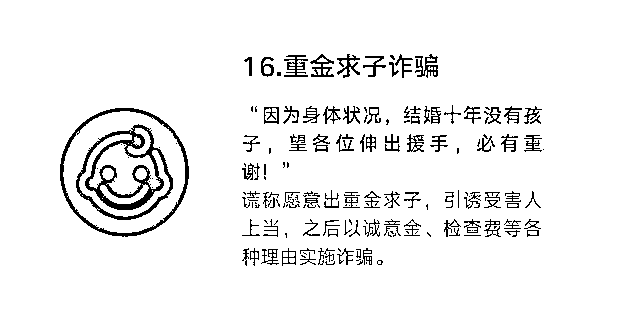 16.重金求子诈骗
“因为身体状况，结婚十年没有孩
子，望各位伸出援手，必有重
谢！”
谎称愿意出重金求子，引诱受害人
上当，之后以诚意金、检查费等各
种理由实施诈骗。